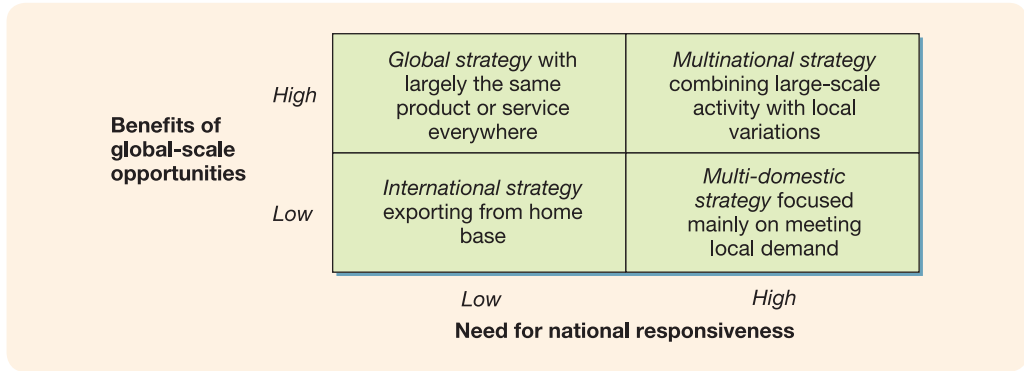 Benefits of
global-scale
opportunities
High
Global strategy with
largely the same
product or service
everywhere
Multinational strategy
combining large-scale
activity with local
variations
Low
International strategy
exporting from home
base
Multi-domestic
strategy focused
mainly on meeting
local demand
Low
High
Need for national responsiveness